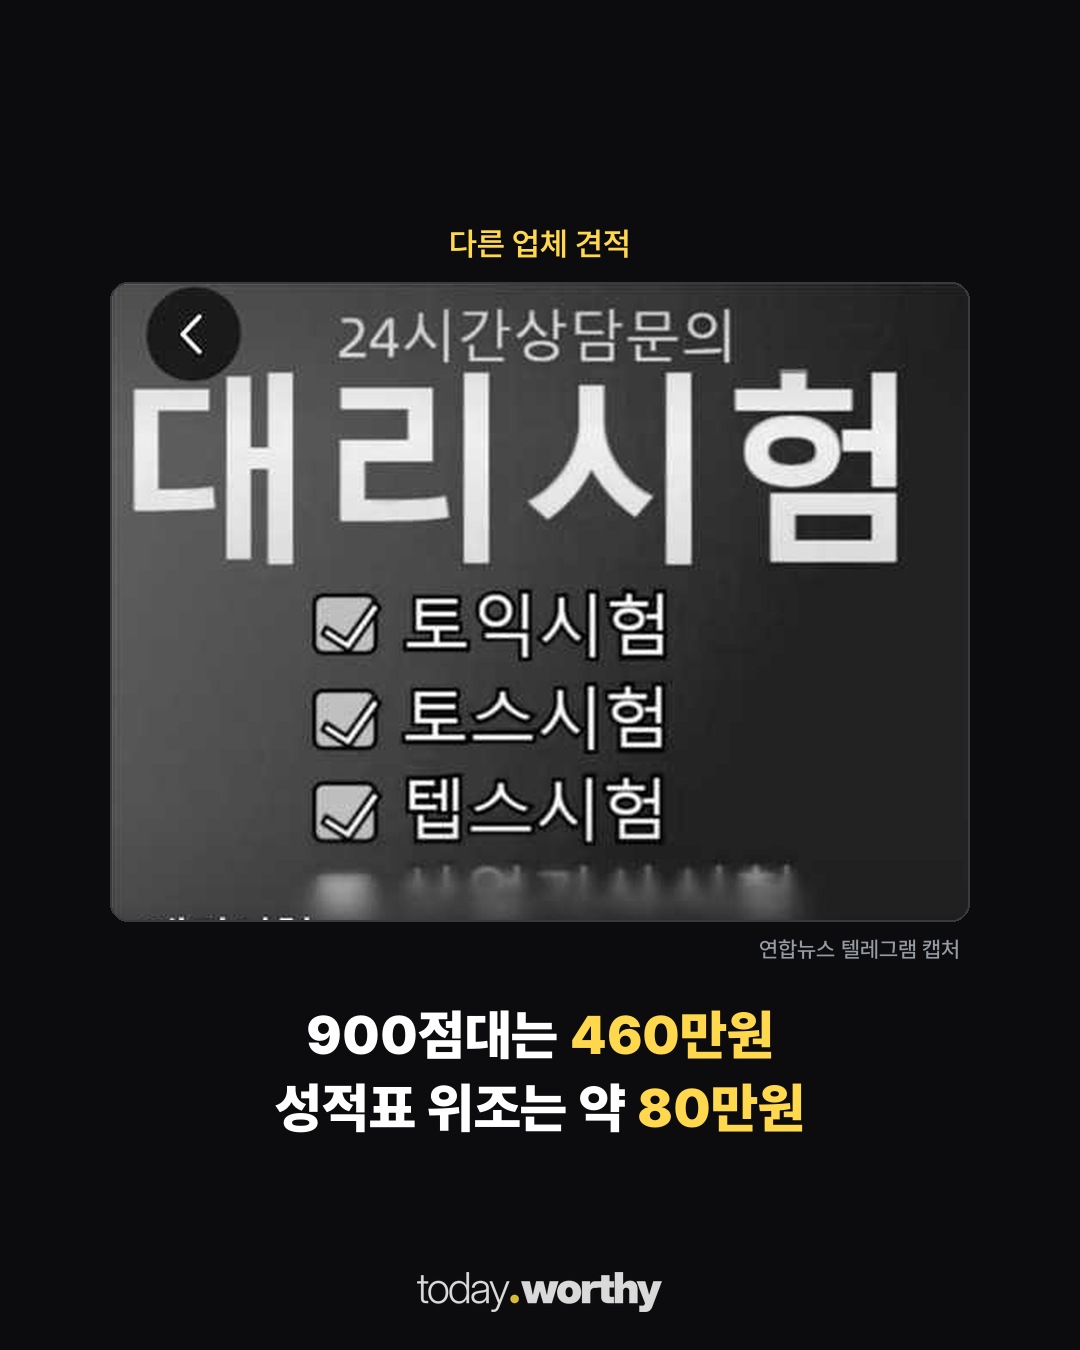 다른 업체 견적
24시간상담문의
대리시험
토익시험
토스시험
텝스시험
연합뉴스 텔레그램 캡처
900점대는 460만원
성적표 위조는 약 80만원
today.worthy